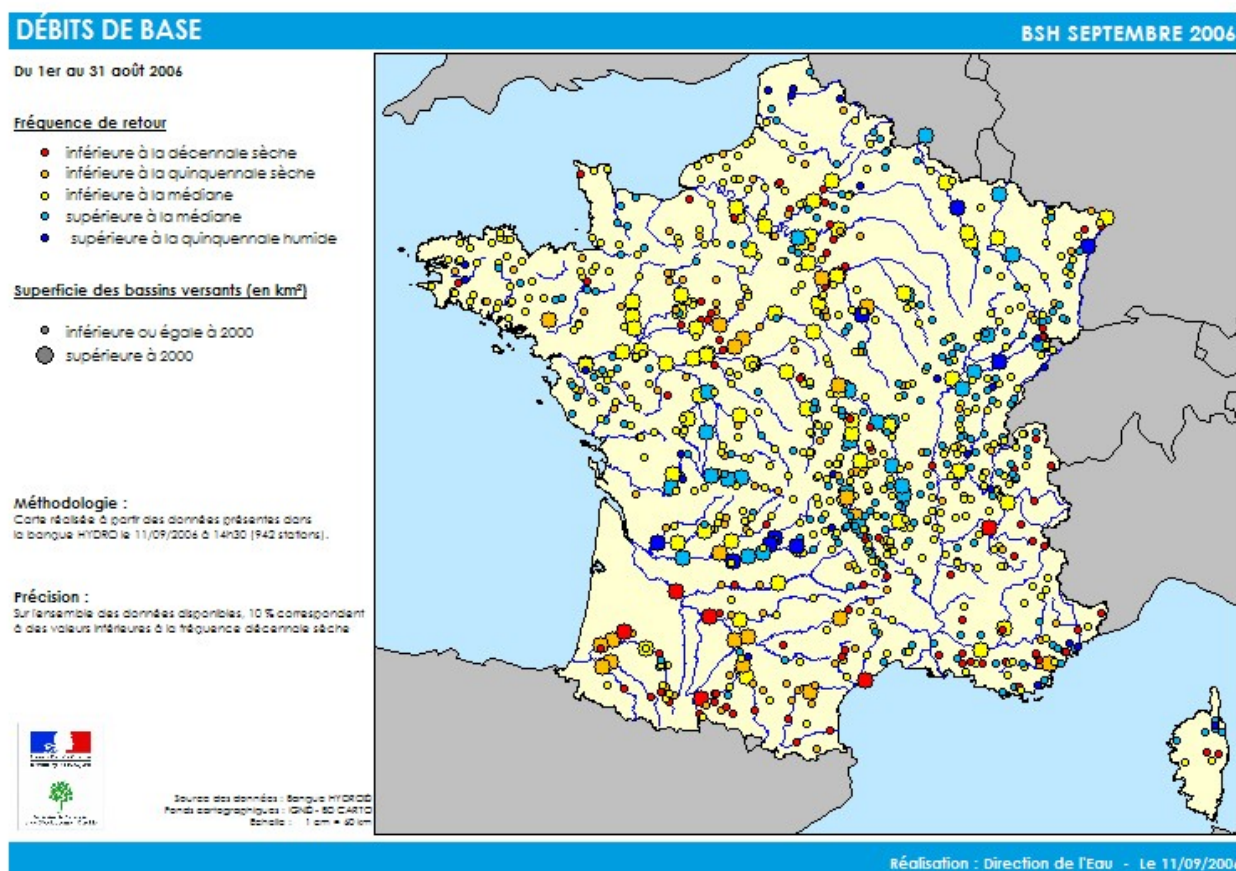 DÉBITS DE BASE
BSH SEPTEMBRE 2006
Du 1er au 31 août 2006
Fréquence de retour
inférieure à la décennale sèche
inférieure à la quinquennale sèche
inférieure à la médiane
supérieure à la médiane
supérieure à la quinquennale humide
Superficie des bassins versants (en km²)
inférieure ou égale à 2000
supérieure à 2000
Méthodologie :
Carte réalisée à partir des données présentes dans
la banque HYDRO le 11/09/2006 à 14h30 (942 stations).
Précision :
Sur l'ensemble des données disponibles, 10 % correspondent
à des valeurs inférieures à la fréquence décennale sèche
Source des données : Banque HYDRO
Fonds cartographiques : - BD CARTO
Echelle : 1 cm = 60 km
Réalisation : Direction de l'Eau - Le 11/09/2006